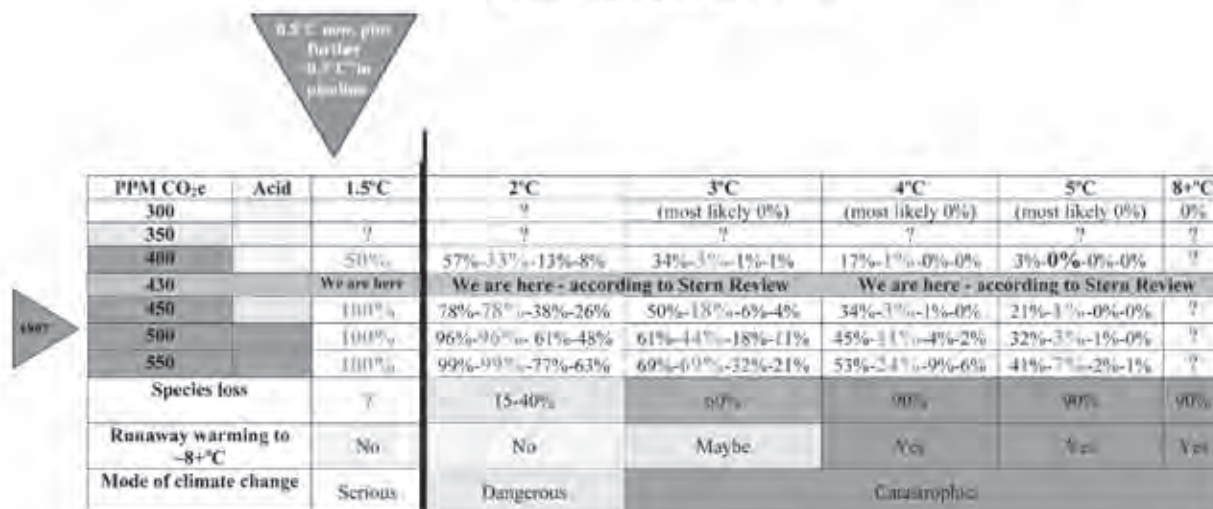 0.5°C now, plus
further
~0.5°C in
pipeline
PPM CO₂e Acid 1.5°C 2°C 3°C 4°C 5°C 8+°C
300 ? (most likely 0%) (most likely 0%) (most likely 0%) 0%
350 ? ? ? ? ? ?
400 50% 57%-33%-13%-8% 34%-3%-1%-1% 17%-1%-0%-0% 3%-0%-0%-0% ?
430 We are here We are here - according to Stern Review We are here - according to Stern Review
450 100% 78%-78%-38%-26% 50%-18%-6%-4% 34%-3%-1%-0% 21%-1%-0%-0% ?
500 100% 96%-96%- 61%-48% 61%-44%-18%-11% 45%-11%-4%-2% 32%-3%-1%-0% ?
550 100% 99%-99%-77%-63% 69%-69%-32%-21% 53%-24%-9%-6% 41%-7%-2%-1% ?
Species loss ? 15-40% 60% 90% 90% 90%
Runaway warming to
~8+°C No No Maybe Yes Yes Yes
Mode of climate change Serious Dangerous Catastrophic